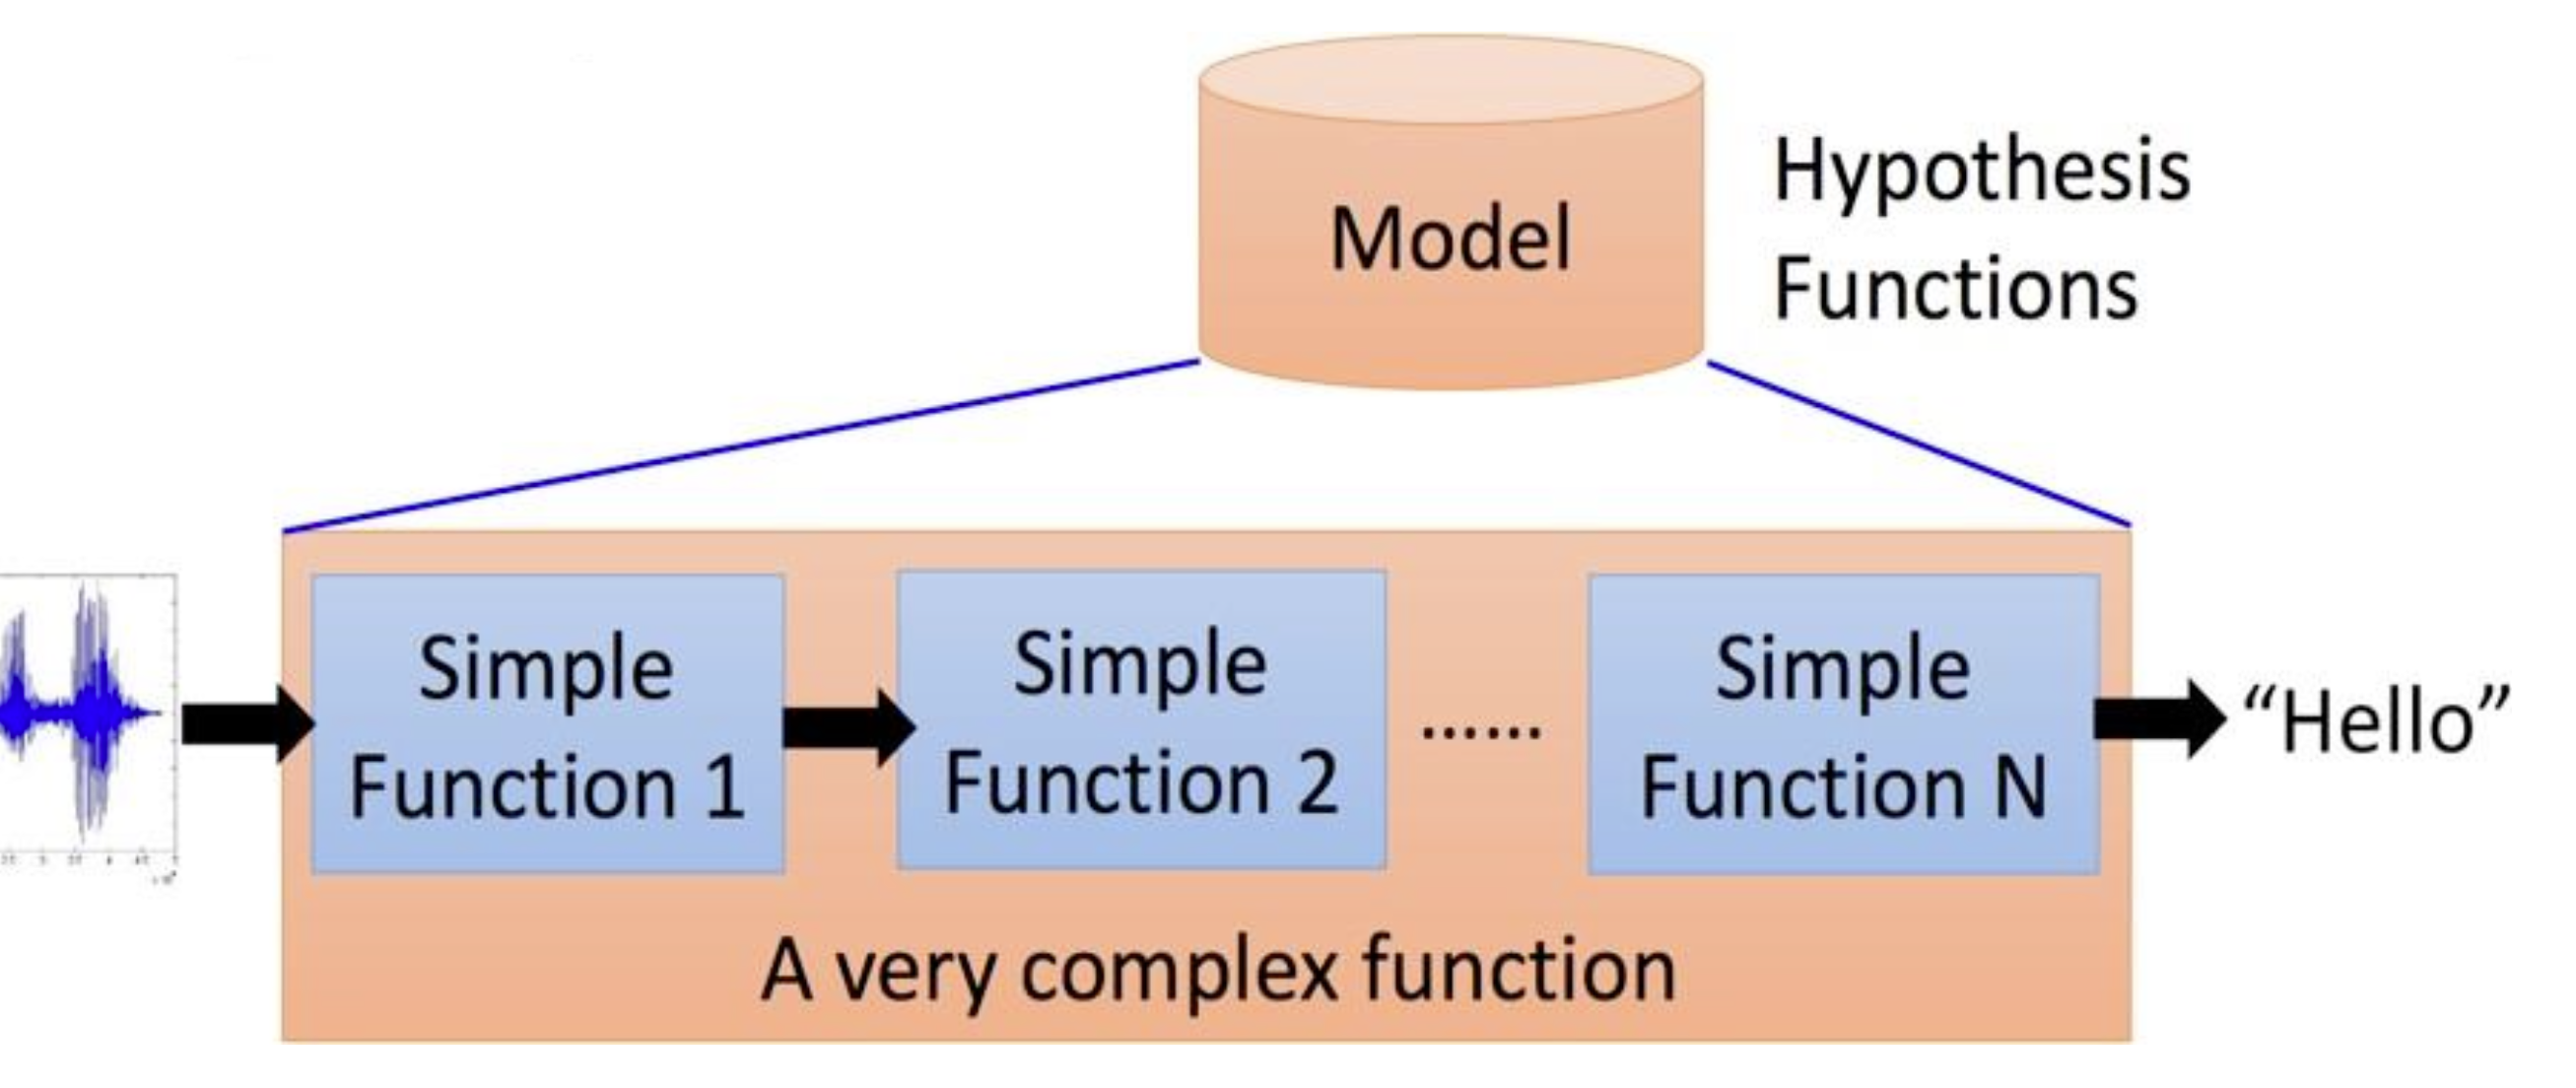 Model
Hypothesis
Functions
Simple
Function 1
Simple
Function 2
......
Simple
Function N
“Hello”
A very complex function